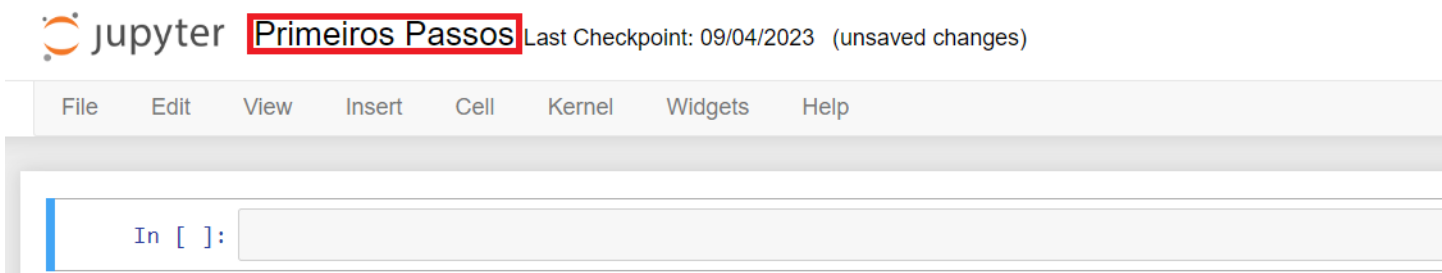 jupyter Primeiros Passos Last Checkpoint: 09/04/2023 (unsaved changes)
File Edit View Insert Cell Kernel Widgets Help
In [ ]: